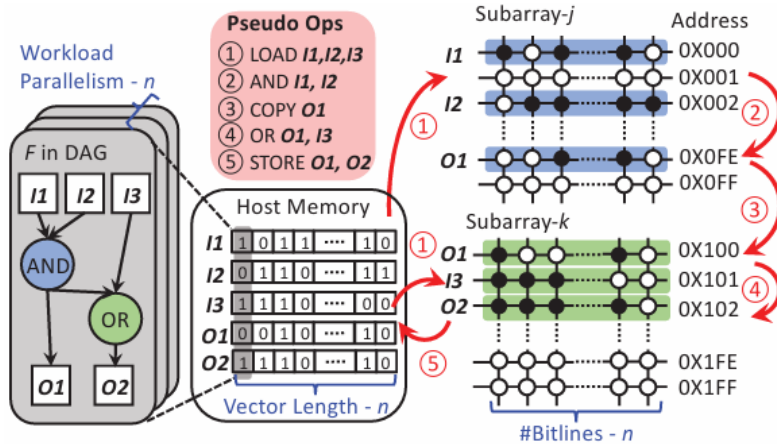 Workload
Parallelism - n
F in DAG
I1 I2 I3
AND
OR
O1 O2
Pseudo Ops
① LOAD I1,I2,I3
② AND I1, I2
③ COPY O1
④ OR O1, I3
⑤ STORE O1, O2
Host Memory
I1 1 0 1 1 ···· 1 0
I2 0 1 1 0 ···· 1 1
I3 1 1 1 0 ···· 0 0
O1 0 0 1 0 ···· 1 0
O2 1 1 1 0 ···· 1 0
Vector Length - n
①
①
⑤
Subarray-j Address
I1 0X000
0X001
I2 0X002
O1 0X0FE
0X0FF
②
③
Subarray-k
O1 0X100
I3 0X101
O2 0X102
④
0X1FE
0X1FF
#Bitlines - n